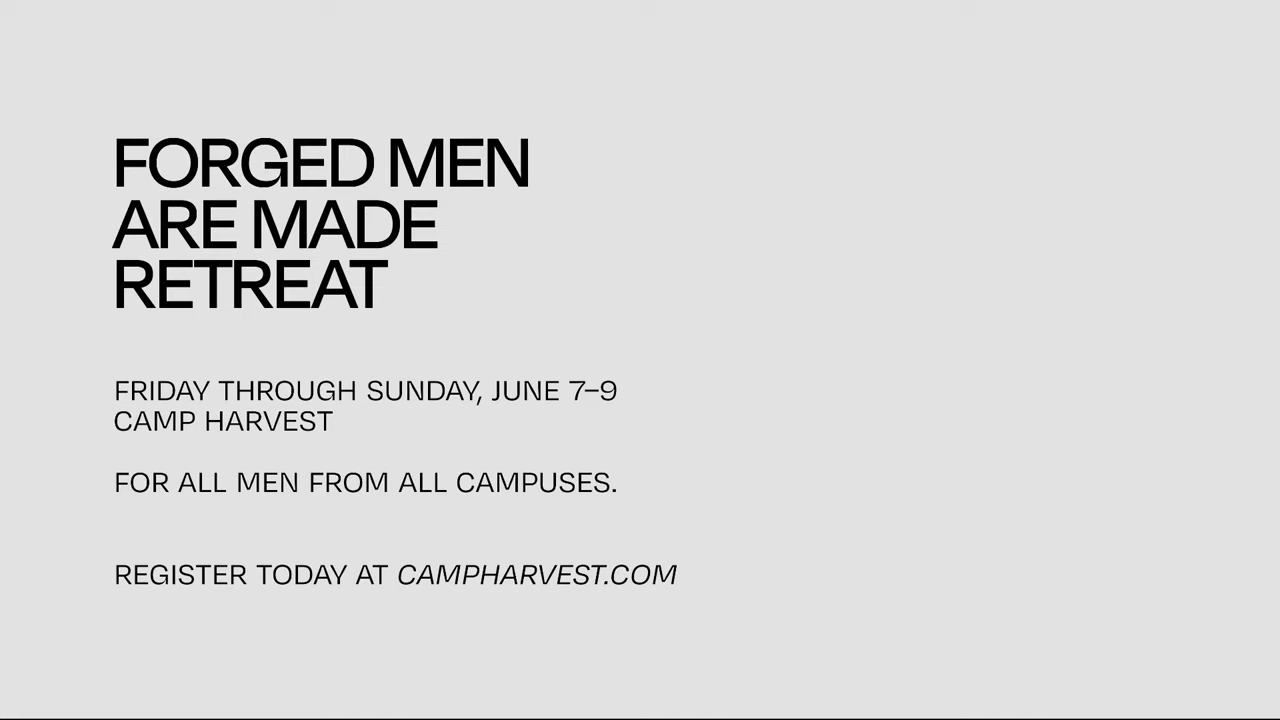 FORGED MEN
ARE MADE
RETREAT
FRIDAY THROUGH SUNDAY, JUNE 7–9
CAMP HARVEST
FOR ALL MEN FROM ALL CAMPUSES.
REGISTER TODAY AT CAMPHARVEST.COM